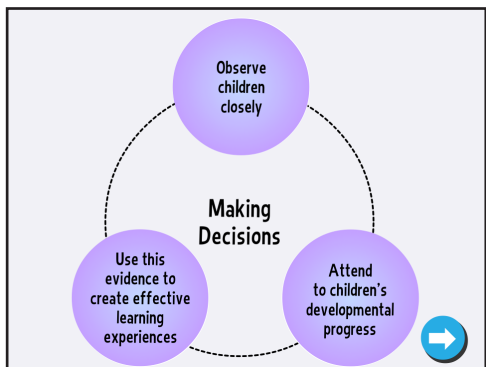 Observe
children
closely
Making
Decisions
Attend
to children's
developmental
progress
Use this
evidence to
create effective
learning
experiences